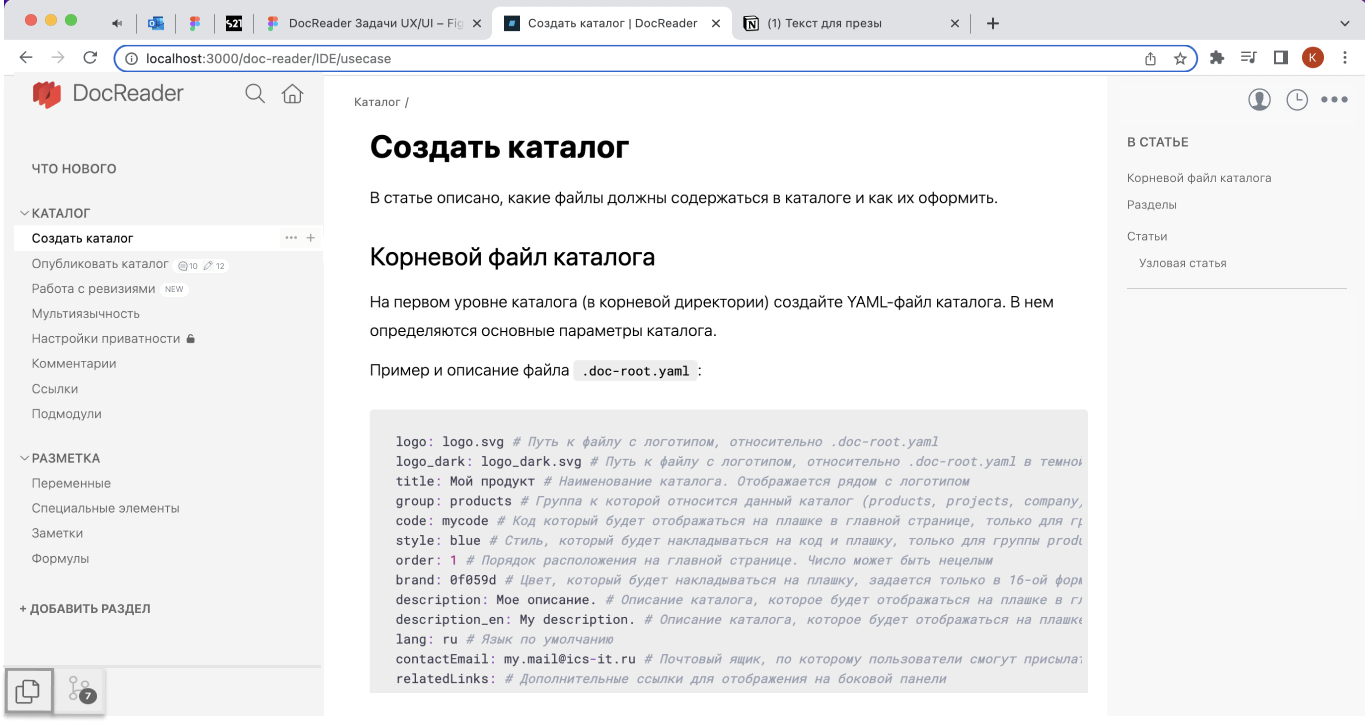 DocReader Задачи UX/UI – Fig
Создать каталог | DocReader
(1) Текст для презы
localhost:3000/doc-reader/IDE/usecase
K
DocReader
ЧТО НОВОГО
КАТАЛОГ
Создать каталог
Опубликовать каталог 10 12
Работа с ревизиями NEW
Мультиязычность
Настройки приватности
Комментарии
Ссылки
Подмодули
РАЗМЕТКА
Переменные
Специальные элементы
Заметки
Формулы
+ ДОБАВИТЬ РАЗДЕЛ
7
Каталог /
Создать каталог
В статье описано, какие файлы должны содержаться в каталоге и как их оформить.
Корневой файл каталога
На первом уровне каталога (в корневой директории) создайте YAML-файл каталога. В нем
определяются основные параметры каталога.
Пример и описание файла .doc-root.yaml:
logo: logo.svg # Путь к файлу с логотипом, относительно .doc-root.yaml
logo_dark: logo_dark.svg # Путь к файлу с логотипом, относительно .doc-root.yaml в темной
title: Мой продукт # Наименование каталога. Отображается рядом с логотипом
group: products # Группа к которой относится данный каталог (products, projects, company,
code: mycode # Код который будет отображаться на плашке в главной странице, только для гр
style: blue # Стиль, который будет накладываться на код и плашку, только для группы produ
order: 1 # Порядок расположения на главной странице. Число может быть нецелым
brand: 0f059d # Цвет, который будет накладываться на плашку, задается только в 16-ой форм
description: Мое описание. # Описание каталога, которое будет отображаться на плашке в гл
description_en: My description. # Описание каталога, которое будет отображаться на плашке
lang: ru # Язык по умолчанию
contactEmail: my.mail@ics-it.ru # Почтовый ящик, по которому пользователи смогут присылат
relatedLinks: # Дополнительные ссылки для отображения на боковой панели
В СТАТЬЕ
Корневой файл каталога
Разделы
Статьи
Узловая статья